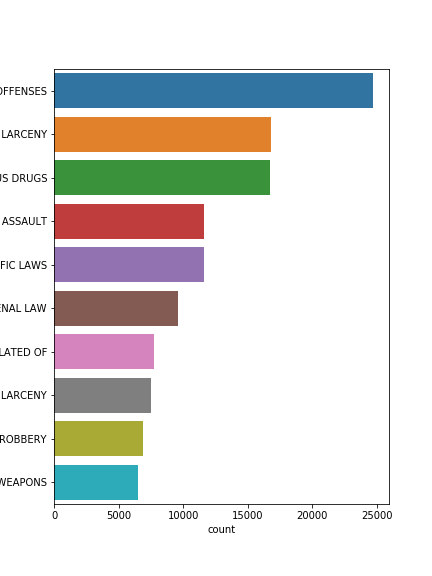 OFFENSES
LARCENY
US DRUGS
ASSAULT
FIC LAWS
ENAL LAW
LATED OF
LARCENY
ROBBERY
WEAPONS
0 5000 10000 15000 20000 25000
count